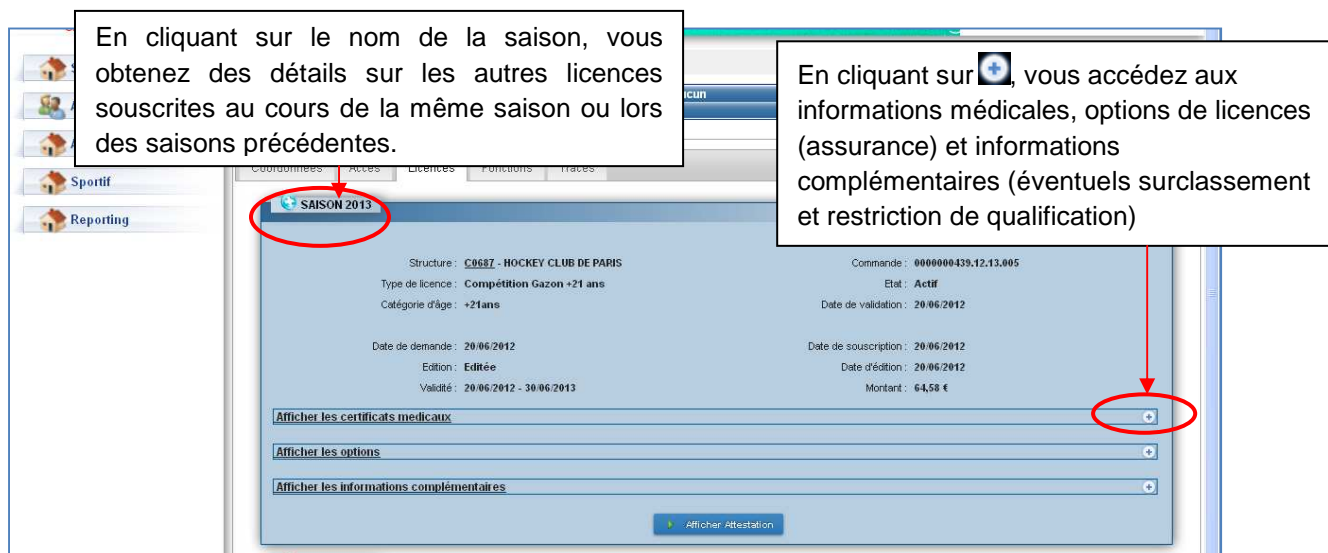 En cliquant sur le nom de la saison, vous
obtenez des détails sur les autres licences
souscrites au cours de la même saison ou lors
des saisons précédentes.
En cliquant sur , vous accédez aux
informations médicales, options de licences
(assurance) et informations
complémentaires (éventuels surclassement
et restriction de qualification)
Sportif
Reporting
Coordonnées Accès Licences Fonctions Traces
SAISON 2013
Structure : C0687 - HOCKEY CLUB DE PARIS
Commande : 0000000439.12.13.005
Type de licence : Compétition Gazon +21 ans
Etat : Actif
Catégorie d'âge : +21ans
Date de validation : 20/06/2012
Date de demande : 20/06/2012
Date de souscription : 20/06/2012
Edition : Editée
Date d'édition : 20/06/2012
Validité : 20/06/2012 - 30/06/2013
Montant : 64,58 €
Afficher les certificats medicaux
Afficher les options
Afficher les informations complémentaires
Afficher Attestation